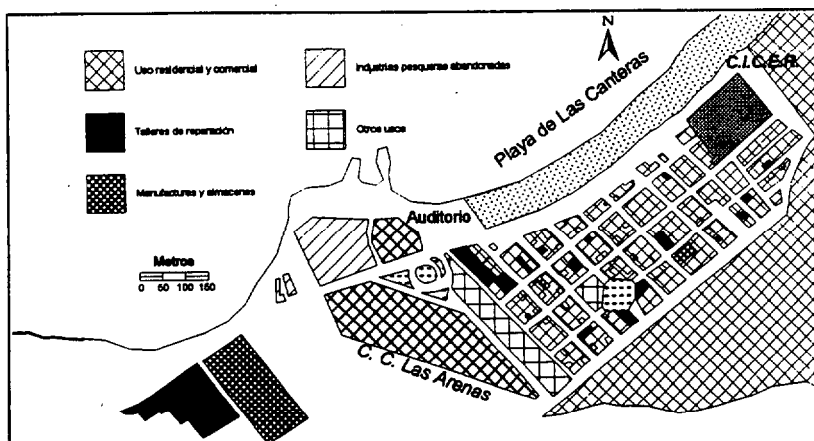 N
Uso residencial y comercial
Industrias pesqueras abandonadas
Talleres de reparación
Otros usos
Manufacturas y almacenes
Playa de Las Canteras
C.I.C.E.R.
Auditorio
Metros
0 50 100 150
C. C. Las Arenas